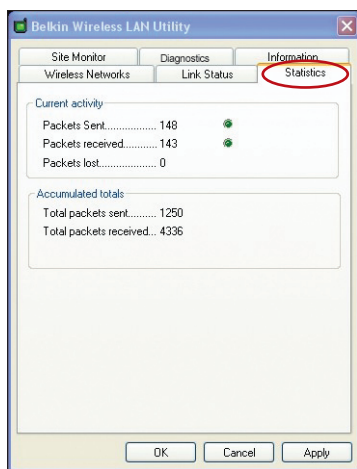 Belkin Wireless LAN Utility
Site Monitor Diagnostics Information
Wireless Networks Link Status Statistics
Current activity
Packets Sent................ 148
Packets received........... 143
Packets lost.................. 0
Accumulated totals
Total packets sent.......... 1250
Total packets received... 4336
OK Cancel Apply